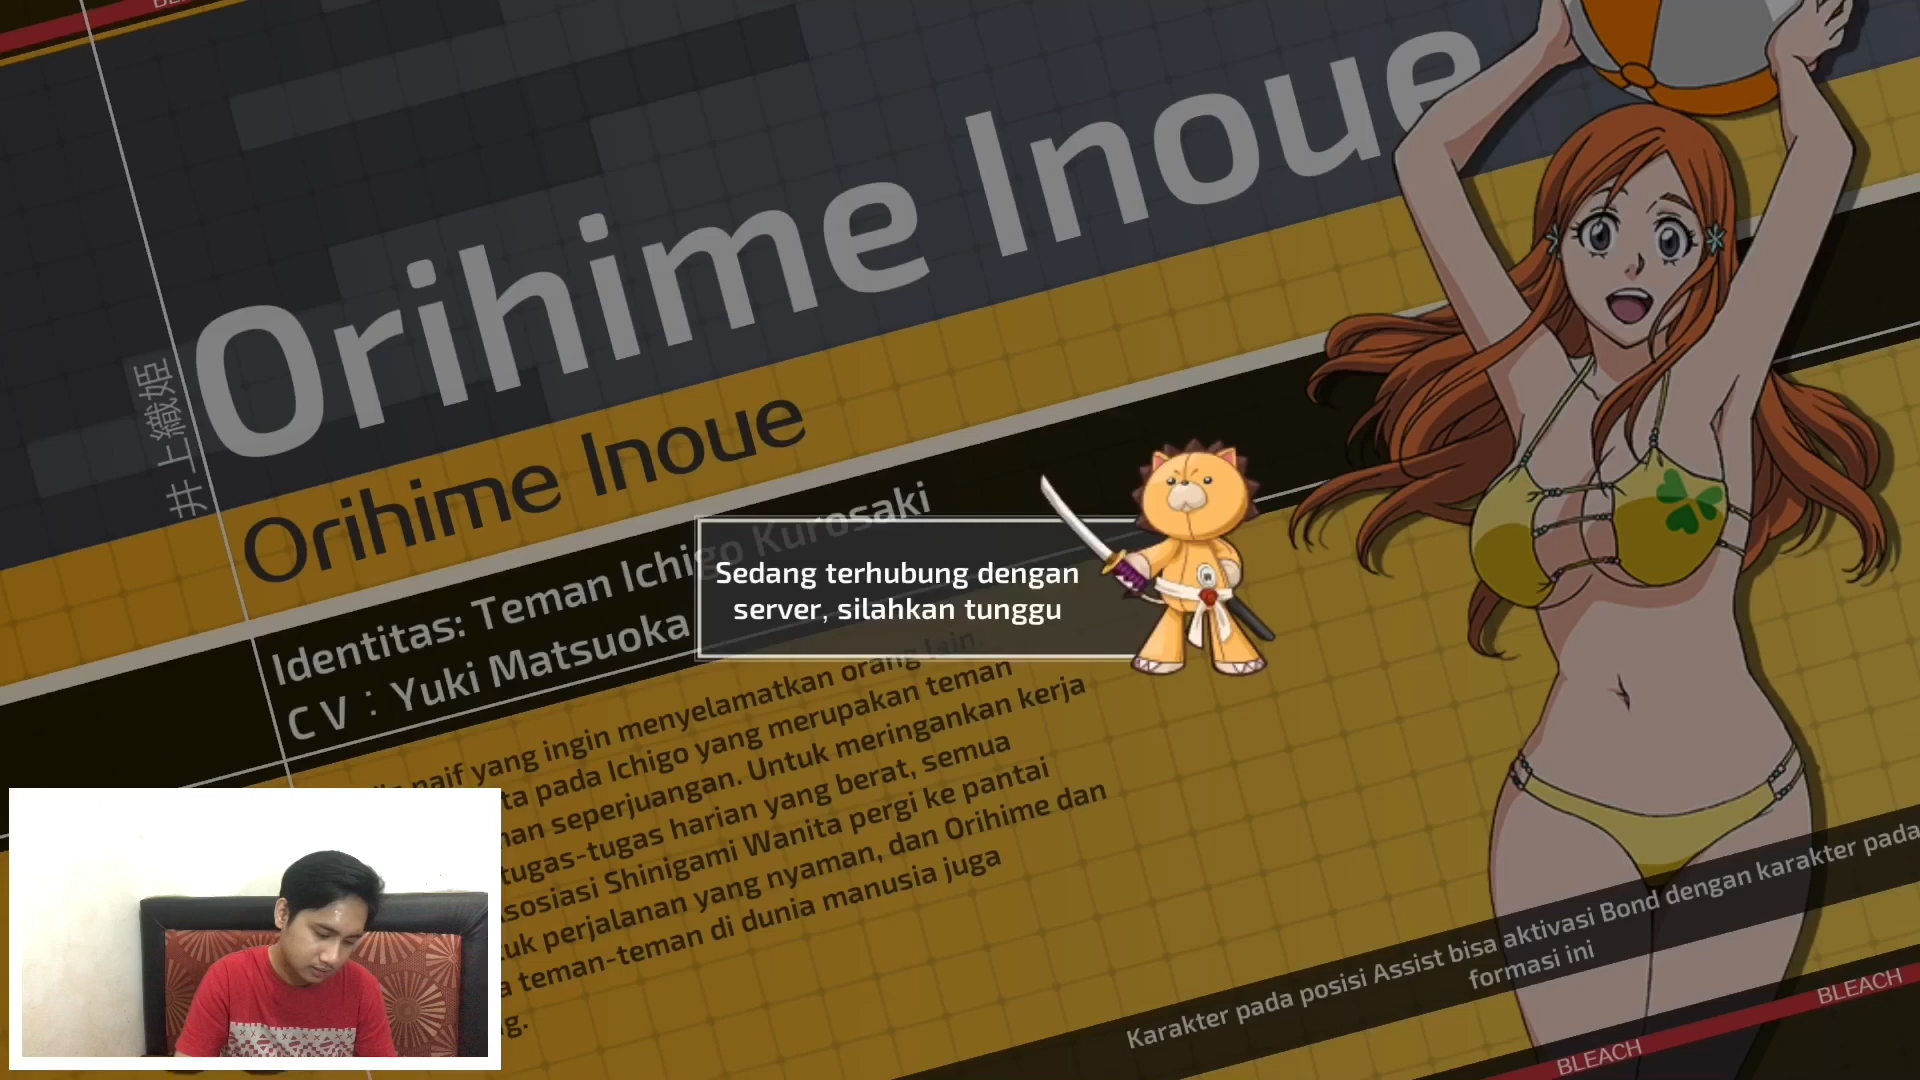 BLE
Orihime Inoue
井上織姫
Orihime Inoue
Identitas: Teman Ichigo Kurosaki
CV : Yuki Matsuoka
Sedang terhubung dengan
server, silahkan tunggu
naif yang ingin menyelamatkan orang lain.
ta pada Ichigo yang merupakan teman
seperjuangan. Untuk meringankan kerja
tugas-tugas harian yang berat, semua
sosiasi Shinigami Wanita pergi ke pantai
uk perjalanan yang nyaman, dan Orihime dan
a teman-teman di dunia manusia juga
g.
Karakter pada posisi Assist bisa aktivasi Bond dengan karakter pada
formasi ini
BLEACH
BLEACH